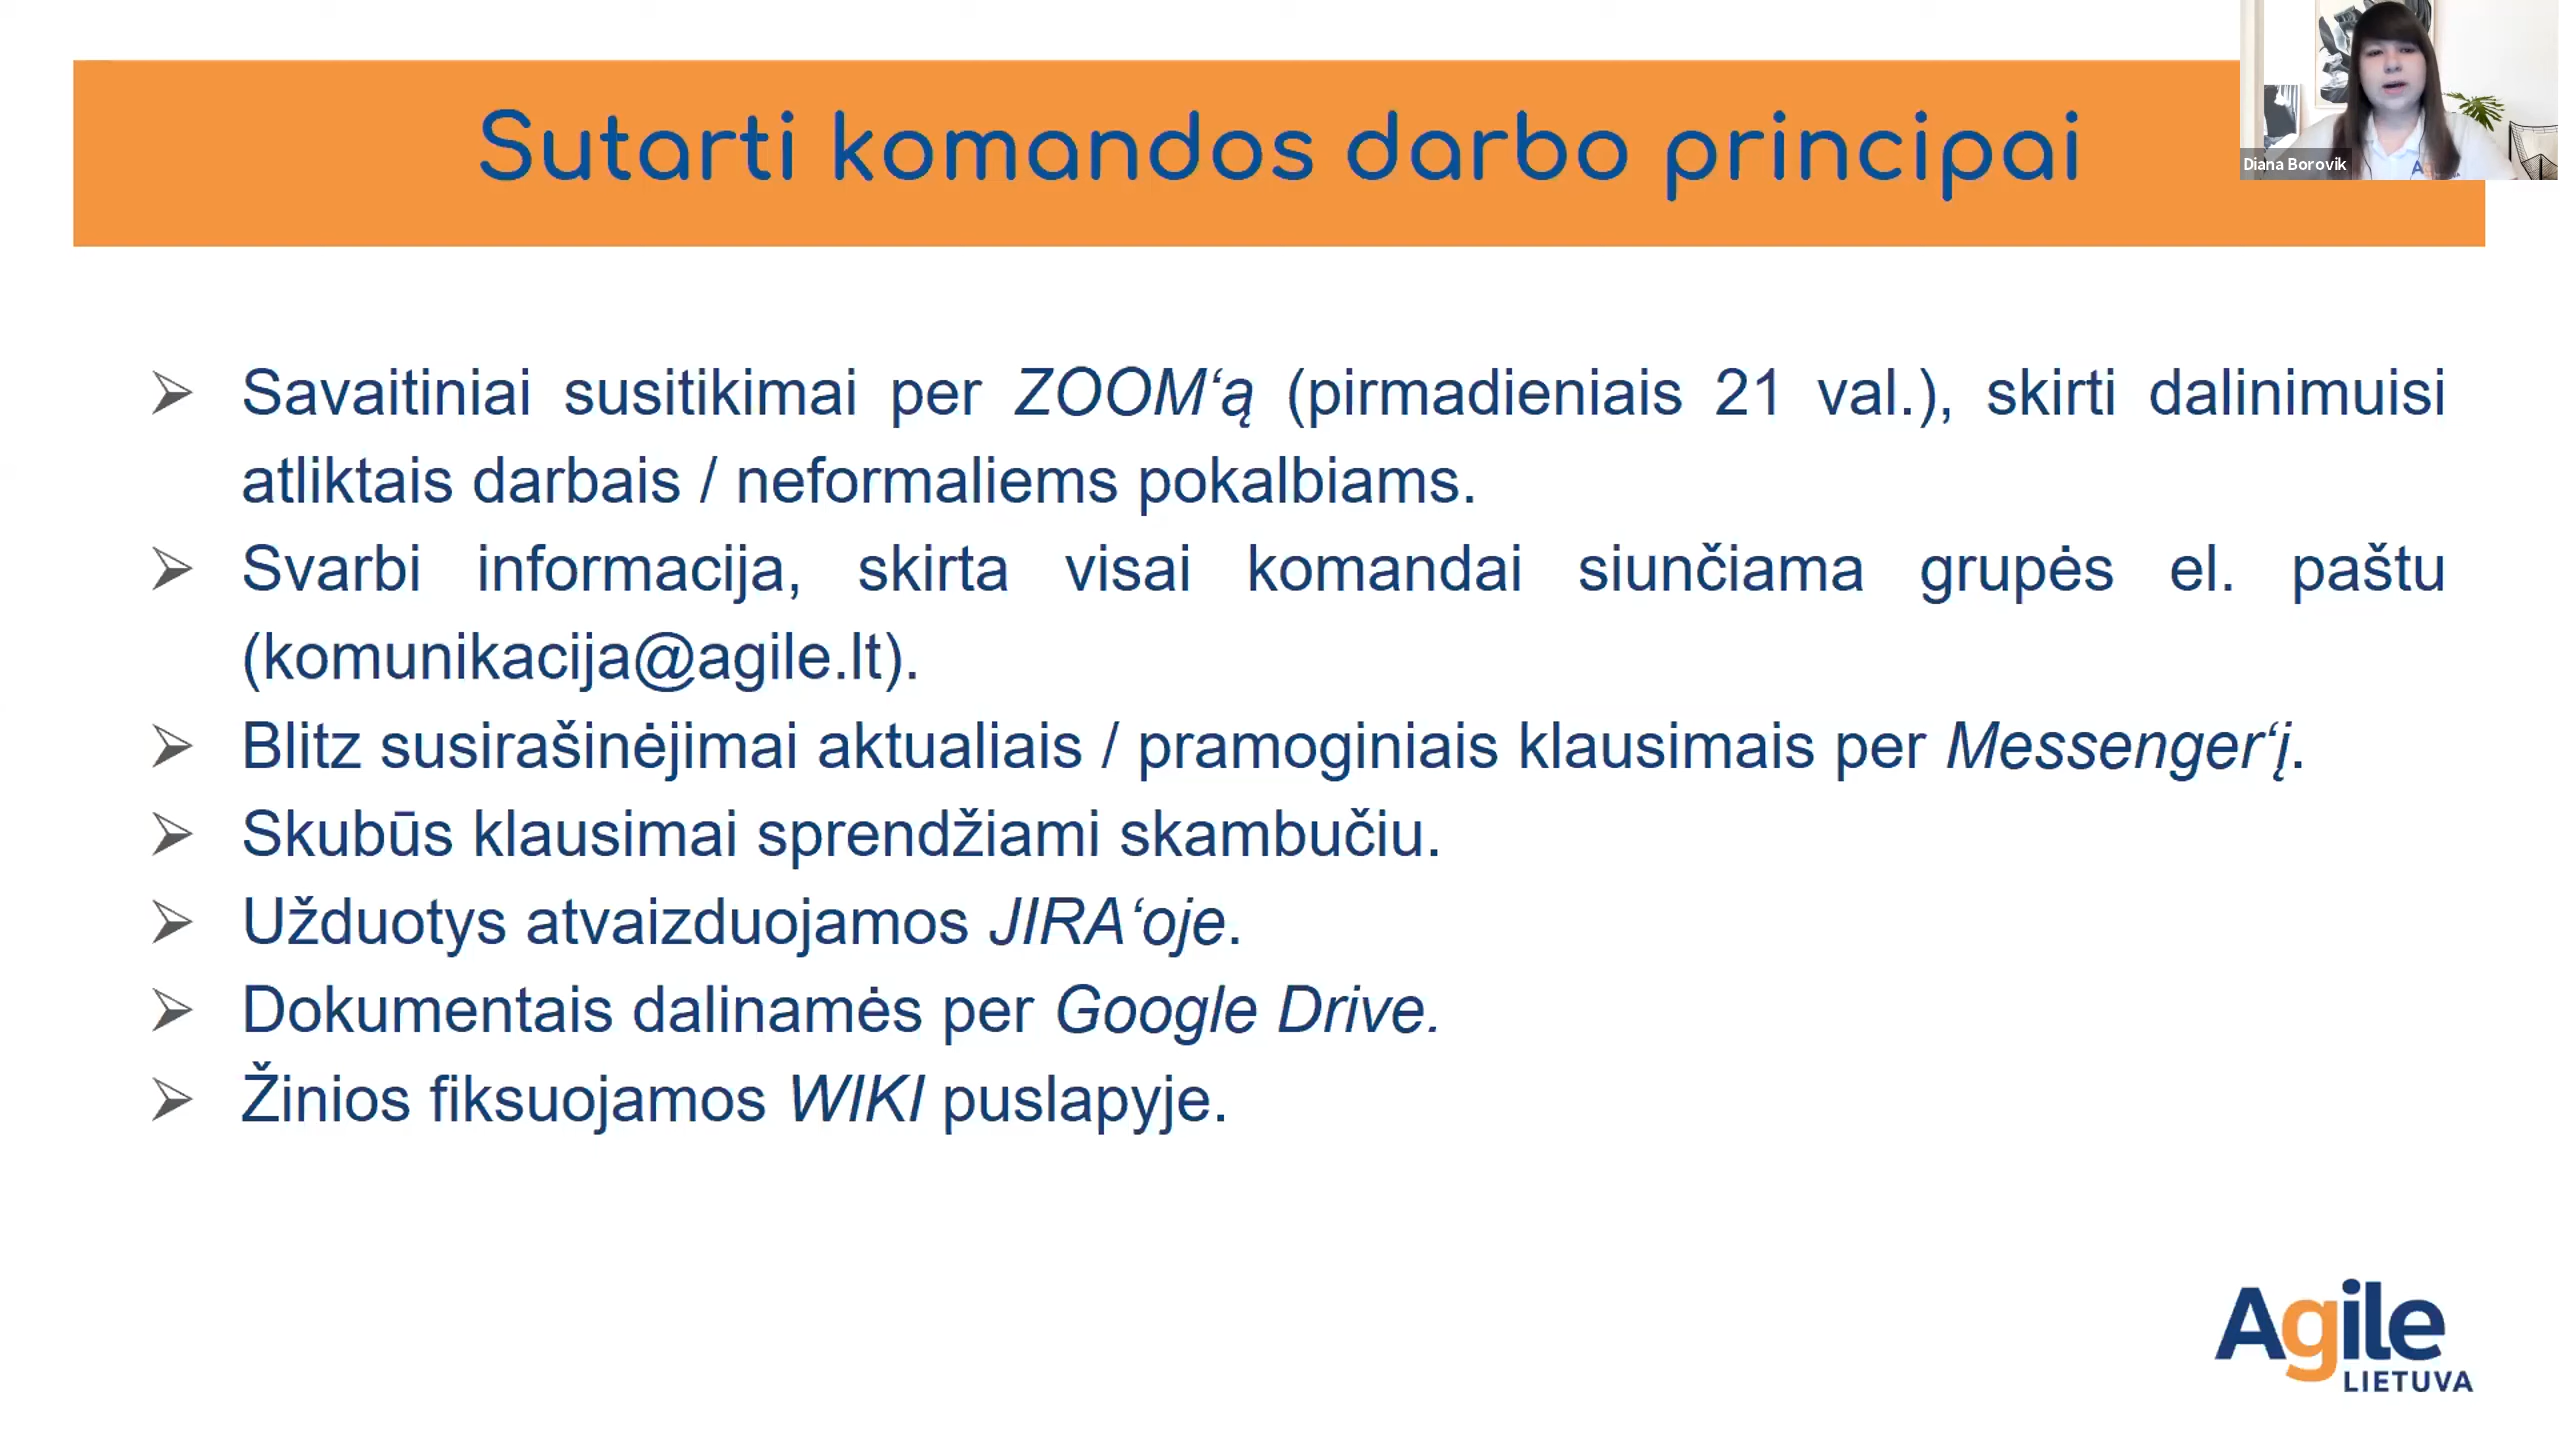 Sutarti komandos darbo principai
Diana Borovik
Savaitiniai susitikimai per ZOOM‘ą (pirmadieniais 21 val.), skirti dalinimuisi
atliktais darbais / neformaliems pokalbiams.
Svarbi informacija, skirta visai komandai siunčiama grupės el. paštu
(komunikacija@agile.lt).
Blitz susirašinėjimai aktualiais / pramoginiais klausimais per Messenger‘į.
Skubūs klausimai sprendžiami skambučiu.
Užduotys atvaizduojamos JIRA‘oje.
Dokumentais dalinamės per Google Drive.
Žinios fiksuojamos WIKI puslapyje.
Agile
LIETUVA